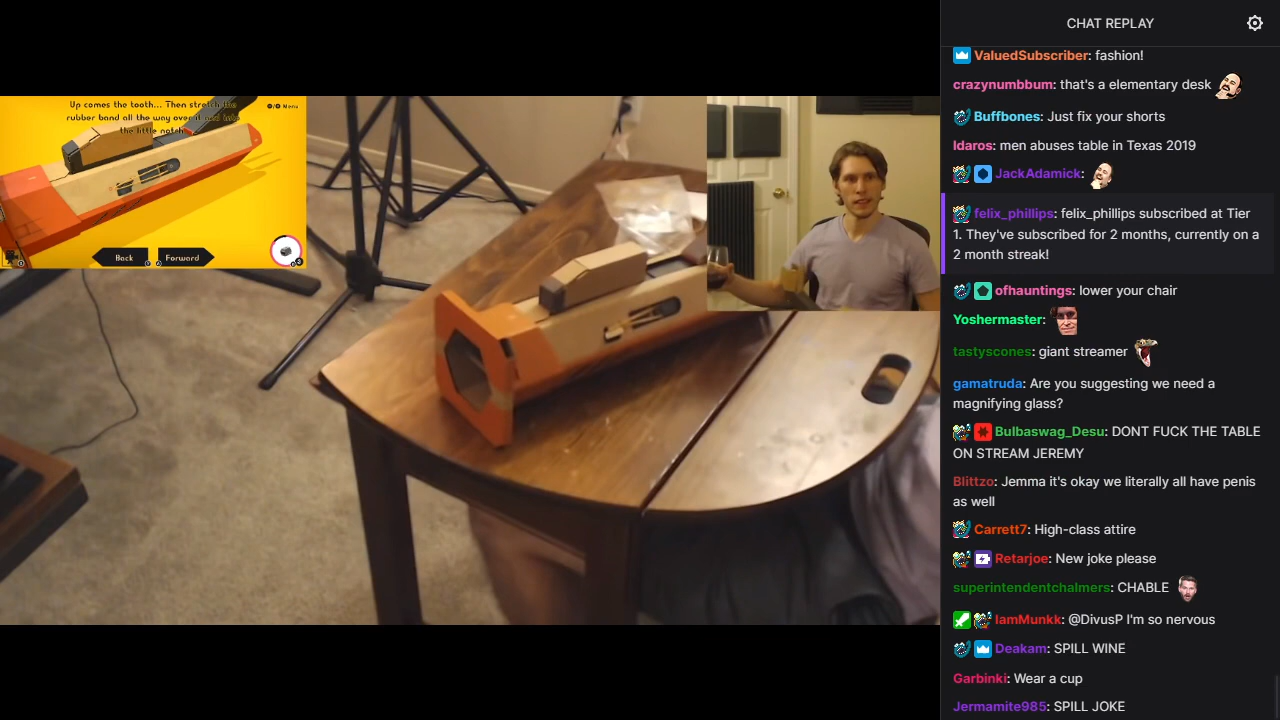 Up comes the tooth... Then stretch the
rubber band all the way over it and into
the little notch.
Menu
Back
Forward
CHAT REPLAY
ValuedSubscriber: fashion!
crazynumbbum: that's a elementary desk
Buffbones: Just fix your shorts
Idaros: men abuses table in Texas 2019
JackAdamick:
felix_phillips: felix_phillips subscribed at Tier
1. They've subscribed for 2 months, currently on a
2 month streak!
ofhauntings: lower your chair
Yoshermaster:
tastyscones: giant streamer
gamatruda: Are you suggesting we need a
magnifying glass?
Bulbaswag_Desu: DONT FUCK THE TABLE
ON STREAM JEREMY
Blittzo: Jemma it's okay we literally all have penis
as well
Carrett7: High-class attire
Retarjoe: New joke please
superintendentchalmers: CHABLE
IamMunkk: @DivusP I'm so nervous
Deakam: SPILL WINE
Garbinki: Wear a cup
Jermamite985: SPILL JOKE